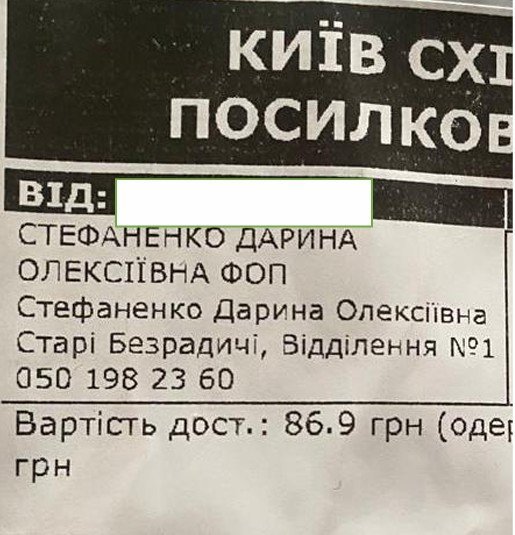 КИЇВ СХІ
ПОСИЛКОВ
ВІД:
СТЕФАНЕНКО ДАРИНА
ОЛЕКСІЇВНА ФОП
Стефаненко Дарина Олексіївна
Старі Безрадичі, Відділення №1
050 198 23 60
Вартість дост.: 86.9 грн (одер
грн